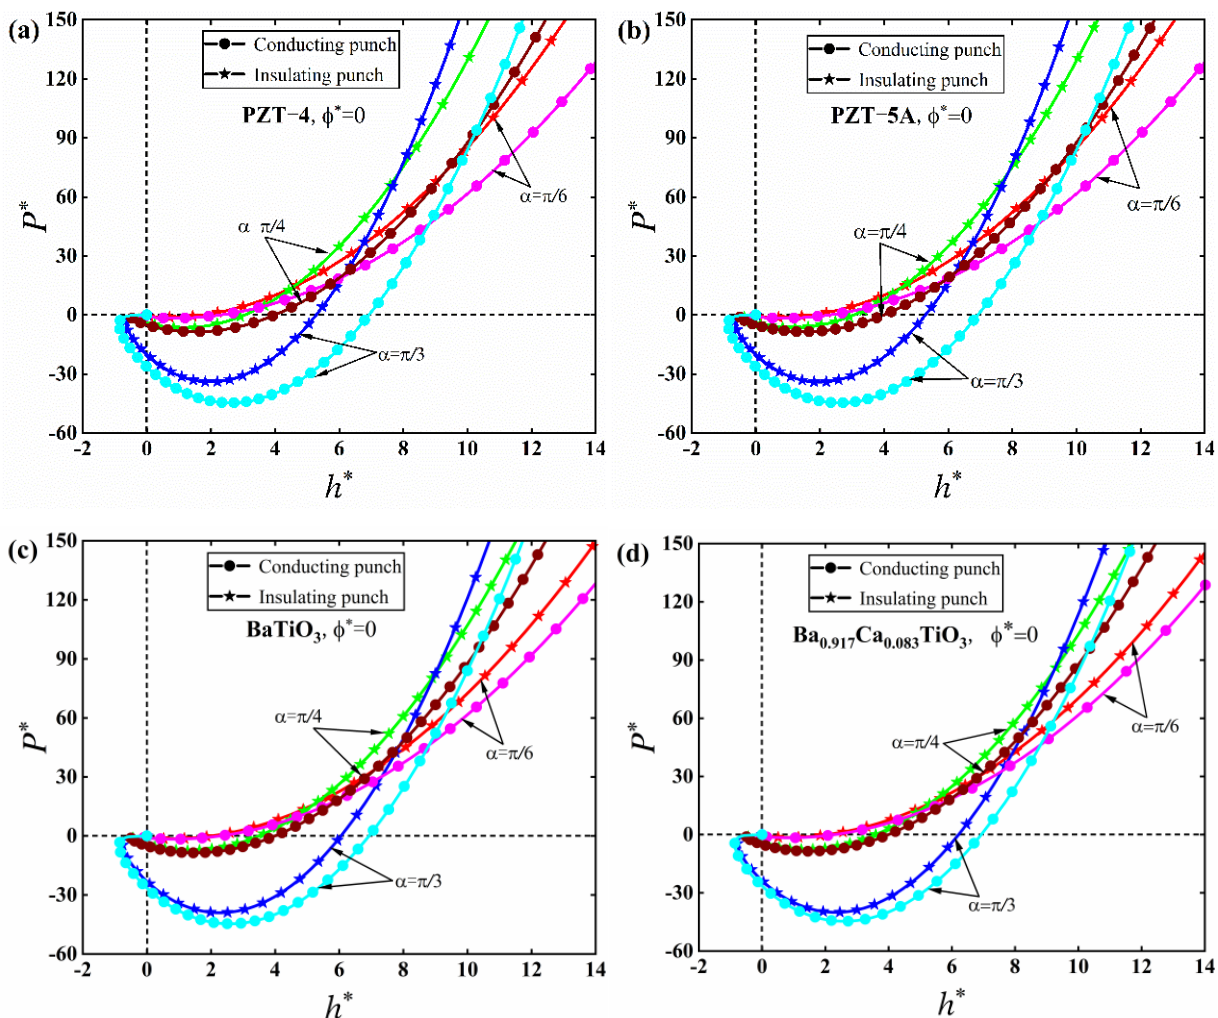 (a)
Conducting punch
Insulating punch
PZT-4, ϕ*=0
α π/4
α=π/6
α=π/3
P*
150
120
90
60
30
0
-30
-60
-2 0 2 4 6 8 10 12 14
h*
(b)
Conducting punch
Insulating punch
PZT-5A, ϕ*=0
α=π/4
α=π/6
α=π/3
P*
150
120
90
60
30
0
-30
-60
-2 0 2 4 6 8 10 12 14
h*
(c)
Conducting punch
Insulating punch
BaTiO₃, ϕ*=0
α=π/4
α=π/6
α=π/3
P*
150
120
90
60
30
0
-30
-60
-2 0 2 4 6 8 10 12 14
h*
(d)
Conducting punch
Insulating punch
Ba₀.₉₁₇Ca₀.₀₈₃TiO₃, ϕ*=0
α=π/4
α=π/6
α=π/3
P*
150
120
90
60
30
0
-30
-60
-2 0 2 4 6 8 10 12 14
h*